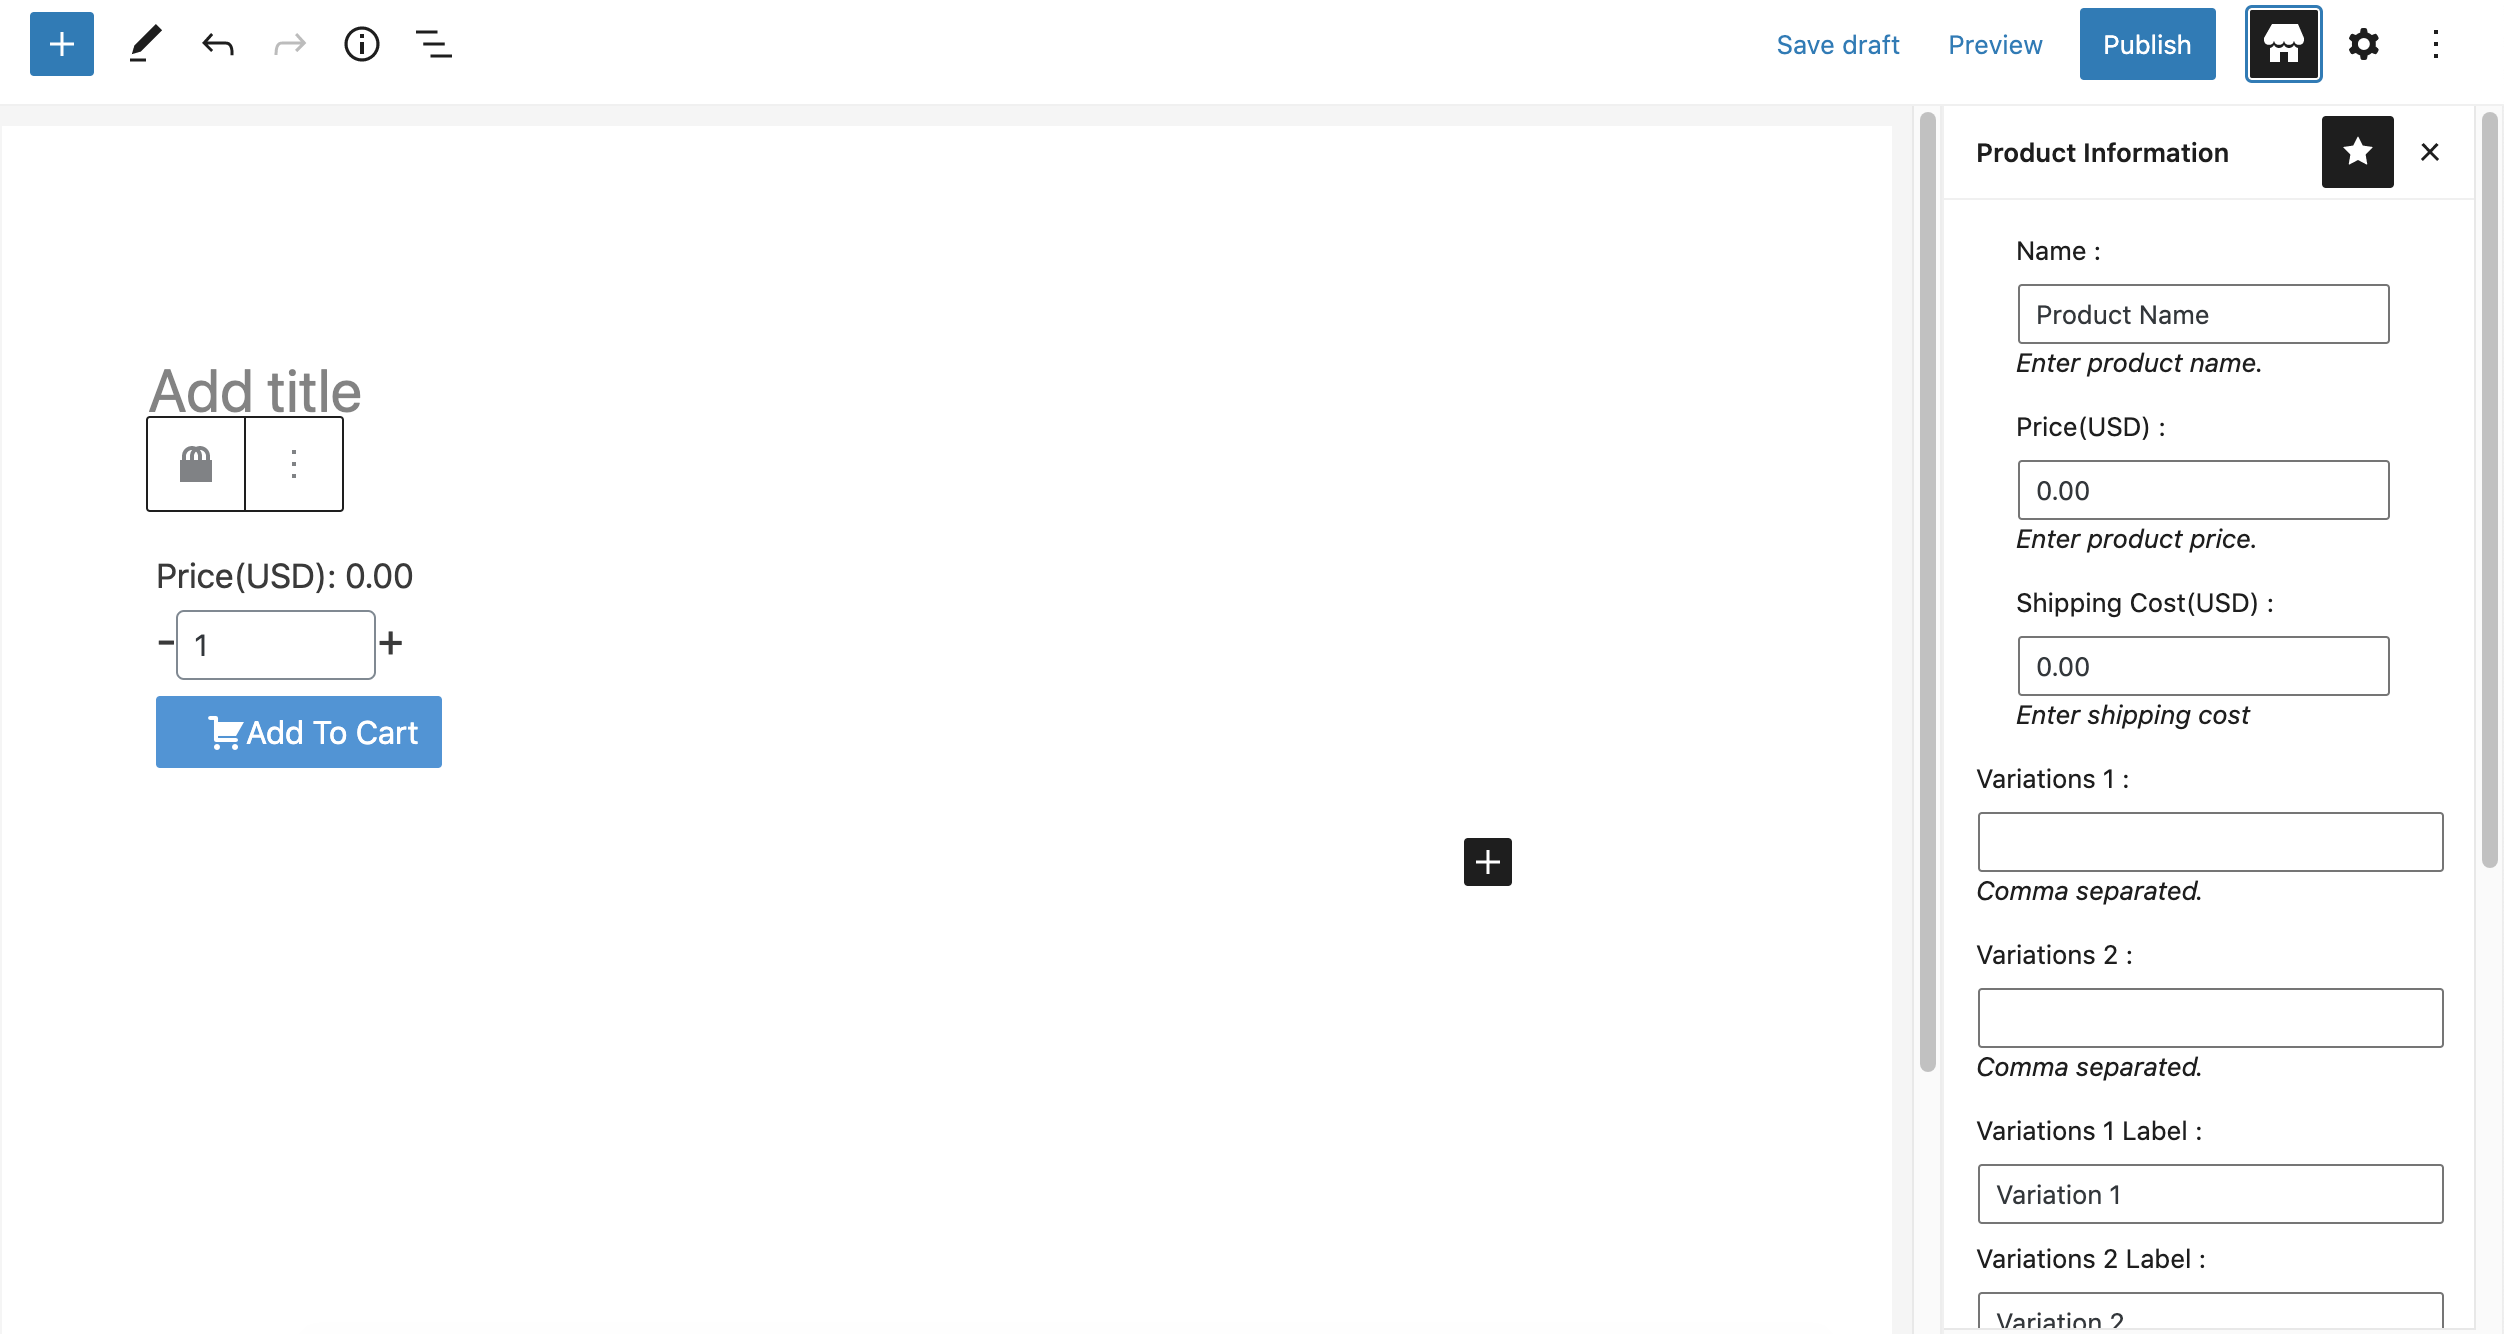 Save draft
Preview
Publish
Add title
Price(USD): 0.00
-
1
+
Add To Cart
Product Information
Name :
Product Name
Enter product name.
Price(USD) :
0.00
Enter product price.
Shipping Cost(USD) :
0.00
Enter shipping cost
Variations 1 :
Comma separated.
Variations 2 :
Comma separated.
Variations 1 Label :
Variation 1
Variations 2 Label :
Variation 2